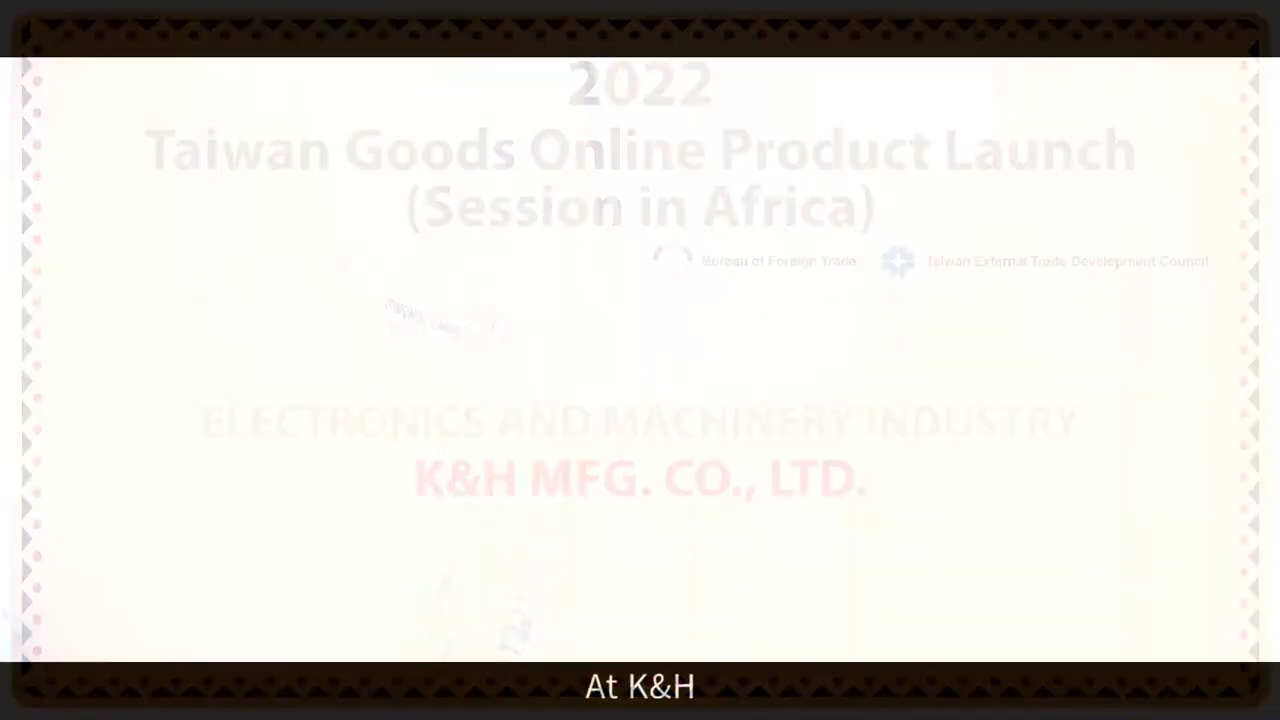 2022
Taiwan Goods Online Product Launch
(Session in Africa)
Bureau of Foreign Trade
Taiwan External Trade Development Council
ELECTRONICS AND MACHINERY INDUSTRY
K&H MFG. CO., LTD.
At K&H